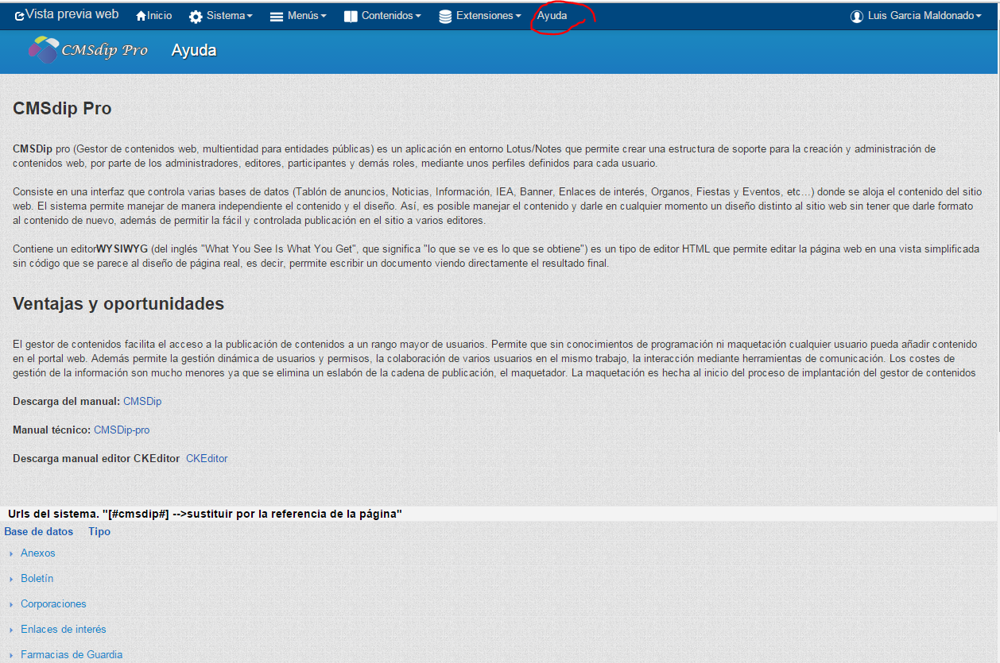 Vista previa web Inicio Sistema Menús Contenidos Extensiones Ayuda Luis Garcia Maldonado
CMSdip Pro Ayuda
CMSdip Pro
CMSDip pro (Gestor de contenidos web, multientidad para entidades públicas) es un aplicación en entorno Lotus/Notes que permite crear una estructura de soporte para la creación y administración de
contenidos web, por parte de los administradores, editores, participantes y demás roles, mediante unos perfiles definidos para cada usuario.
Consiste en una interfaz que controla varias bases de datos (Tablón de anuncios, Noticias, Información, IEA, Banner, Enlaces de interés, Organos, Fiestas y Eventos, etc...) donde se aloja el contenido del sitio
web. El sistema permite manejar de manera independiente el contenido y el diseño. Así, es posible manejar el contenido y darle en cualquier momento un diseño distinto al sitio web sin tener que darle formato
al contenido de nuevo, además de permitir la fácil y controlada publicación en el sitio a varios editores.
Contiene un editorWYSIWYG (del inglés "What You See Is What You Get", que significa "lo que se ve es lo que se obtiene") es un tipo de editor HTML que permite editar la página web en una vista simplificada
sin código que se parece al diseño de página real, es decir, perrmite escribir un documento viendo directamente el resultado final.
Ventajas y oportunidades
El gestor de contenidos facilita el acceso a la publicación de contenidos a un rango mayor de usuarios. Permite que sin conocimientos de programación ni maquetación cualquier usuario pueda añadir contenido
en el portal web. Además permite la gestión dinámica de usuarios y permisos, la colaboración de varios usuarios en el mismo trabajo, la interacción mediante herramientas de comunicación. Los costes de
gestión de la información son mucho menores ya que se elimina un eslabón de la cadena de publicación, el maquetador. La maquetación es hecha al inicio del proceso de implantación del gestor de contenidos
Descarga del manual: CMSDip
Manual técnico: CMSDip-pro
Descarga manual editor CKEditor CKEditor
Urls del sistema. "[#cmsdip#] -->sustituir por la referencia de la página"
Base de datos Tipo
Anexos
Boletín
Corporaciones
Enlaces de interés
Farmacias de Guardia